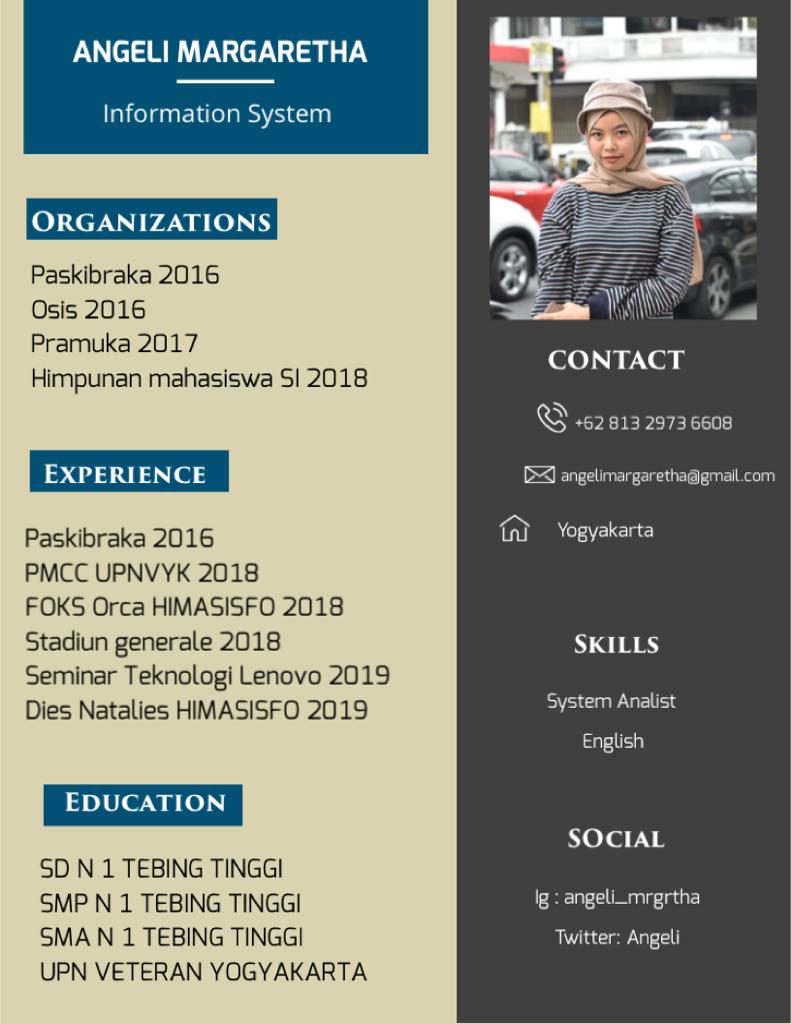 ANGELI MARGARETHA
Information System
ORGANIZATIONS
Paskibraka 2016
Osis 2016
Pramuka 2017
Himpunan mahasiswa SI 2018
EXPERIENCE
Paskibraka 2016
PMCC UPNVYK 2018
FOKS Orca HIMASISFO 2018
Stadiun generale 2018
Seminar Teknologi Lenovo 2019
Dies Natalies HIMASISFO 2019
EDUCATION
SD N 1 TEBING TINGGI
SMP N 1 TEBING TINGGI
SMA N 1 TEBING TINGGI
UPN VETERAN YOGYAKARTA
CONTACT
+62 813 2973 6608
angelimargaretha@gmail.com
Yogyakarta
SKILLS
System Analist
English
SOCIAL
Ig : angeli_mrgrtha
Twitter: Angeli